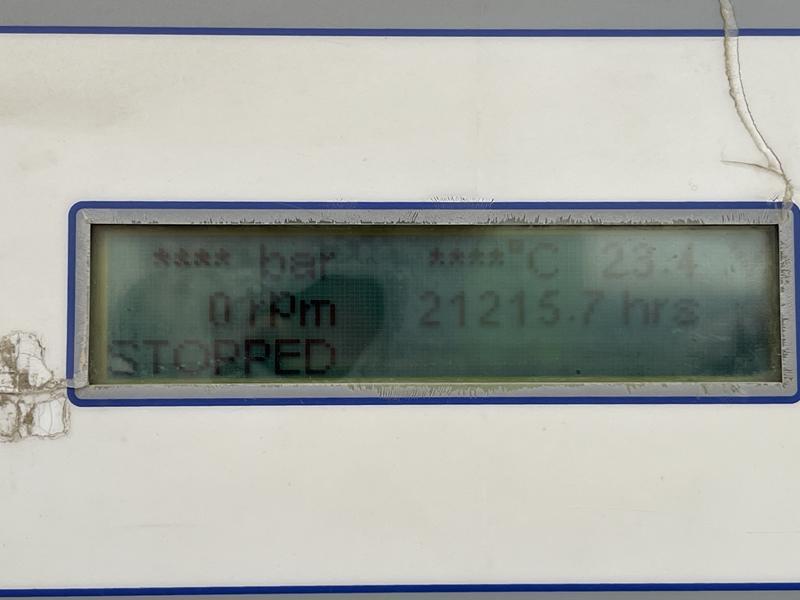 **** bar ****°C 23.4 V
0 rpm 21215.7 hrs
STOPPED